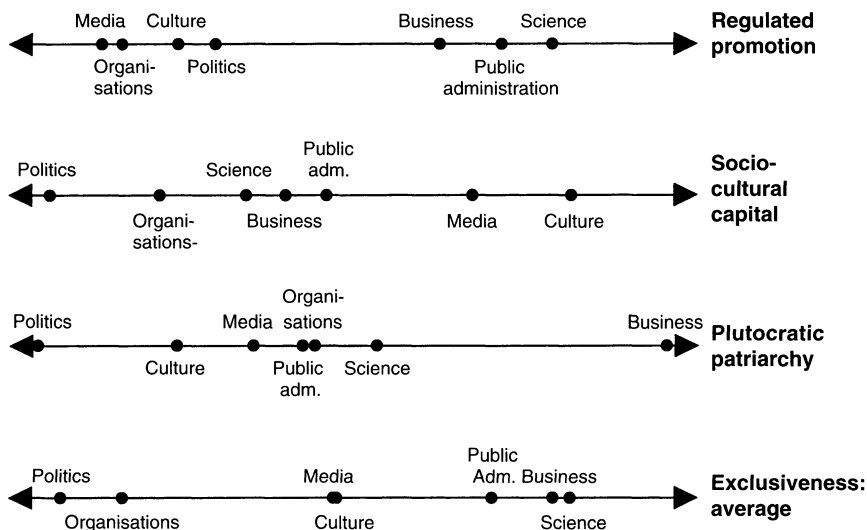 Media Culture Business Science Regulated
promotion
Organi- Politics Public
sations administration
Public
Politics Science adm. Socio-
cultural
capital
Organi- Business Media Culture
sations-
Organi-
Politics Media sations Business Plutocratic
patriarchy
Culture Public Science
adm.
Public
Politics Media Adm. Business Exclusiveness:
average
Organisations Culture Science